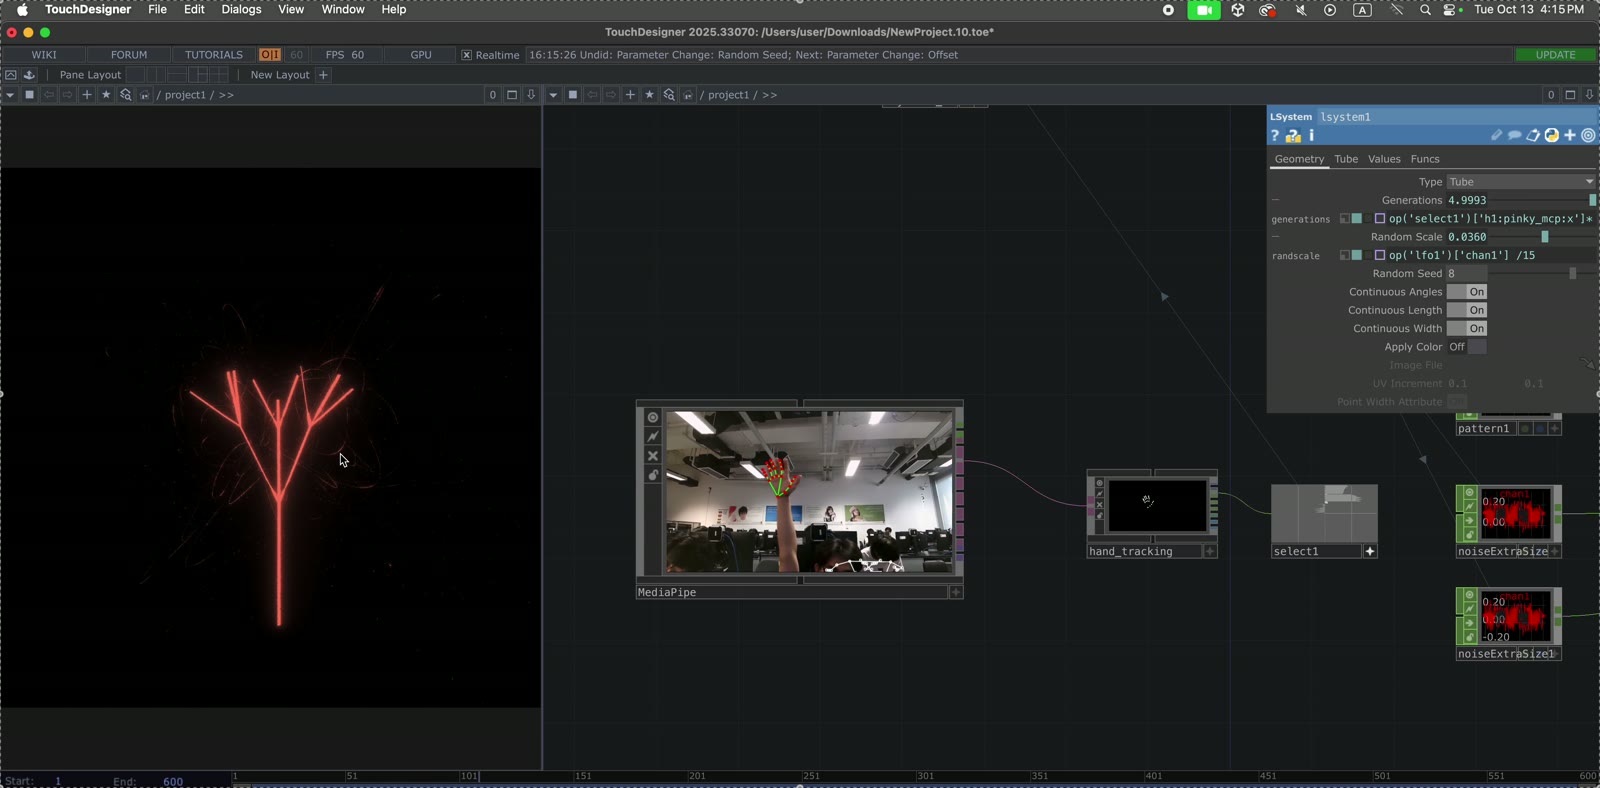 TouchDesigner File Edit Dialogs View Window Help
A Tue Oct 13 4:15 PM
TouchDesigner 2025.33070: /Users/user/Downloads/NewProject.10.toe*
WIKI FORUM TUTORIALS O|I 60 FPS 60 GPU Realtime 16:15:26 Undid: Parameter Change: Random Seed; Next: Parameter Change: Offset UPDATE
Pane Layout New Layout +
/ project1 / >> 0 / project1 / >> 0
LSystem lsystem1
? ? i
Geometry Tube Values Funcs
Type Tube
Generations 4.9993
generations op('select1')['h1:pinky_mcp:x']*
Random Scale 0.0360
randscale op('lfo1')['chan1'] /15
Random Seed 8
Continuous Angles On
Continuous Length On
Continuous Width On
Apply Color Off
Image File
UV Increment 0.1 0.1
Point Width Attribute
pattern1
chan1
0.20
0.00
hand_tracking
select1
noiseExtraSize
MediaPipe
chan1
0.20
0.00
-0.20
noiseExtraSize1
Start: 1 End: 600
1 51 101 151 201 251 301 351 401 451 501 551 600